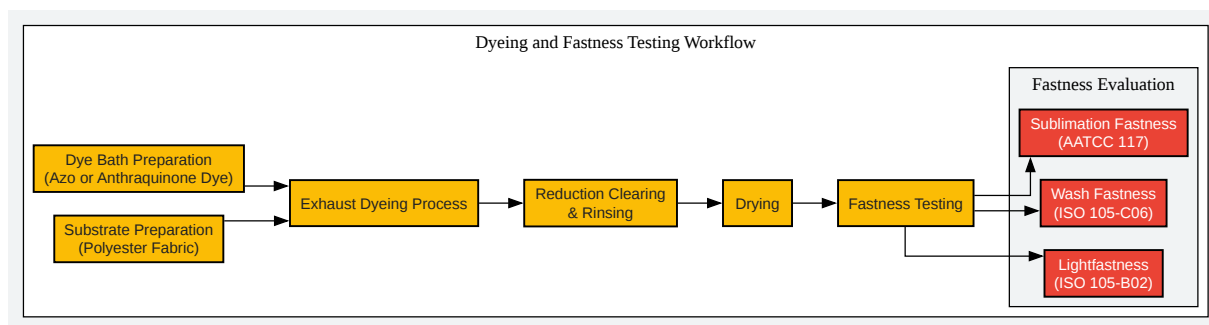 Dyeing and Fastness Testing Workflow
Fastness Evaluation
Sublimation Fastness
(AATCC 117)
Dye Bath Preparation
(Azo or Anthraquinone Dye)
Substrate Preparation
(Polyester Fabric)
Exhaust Dyeing Process
Reduction Clearing
& Rinsing
Drying
Fastness Testing
Wash Fastness
(ISO 105-C06)
Lightfastness
(ISO 105-B02)